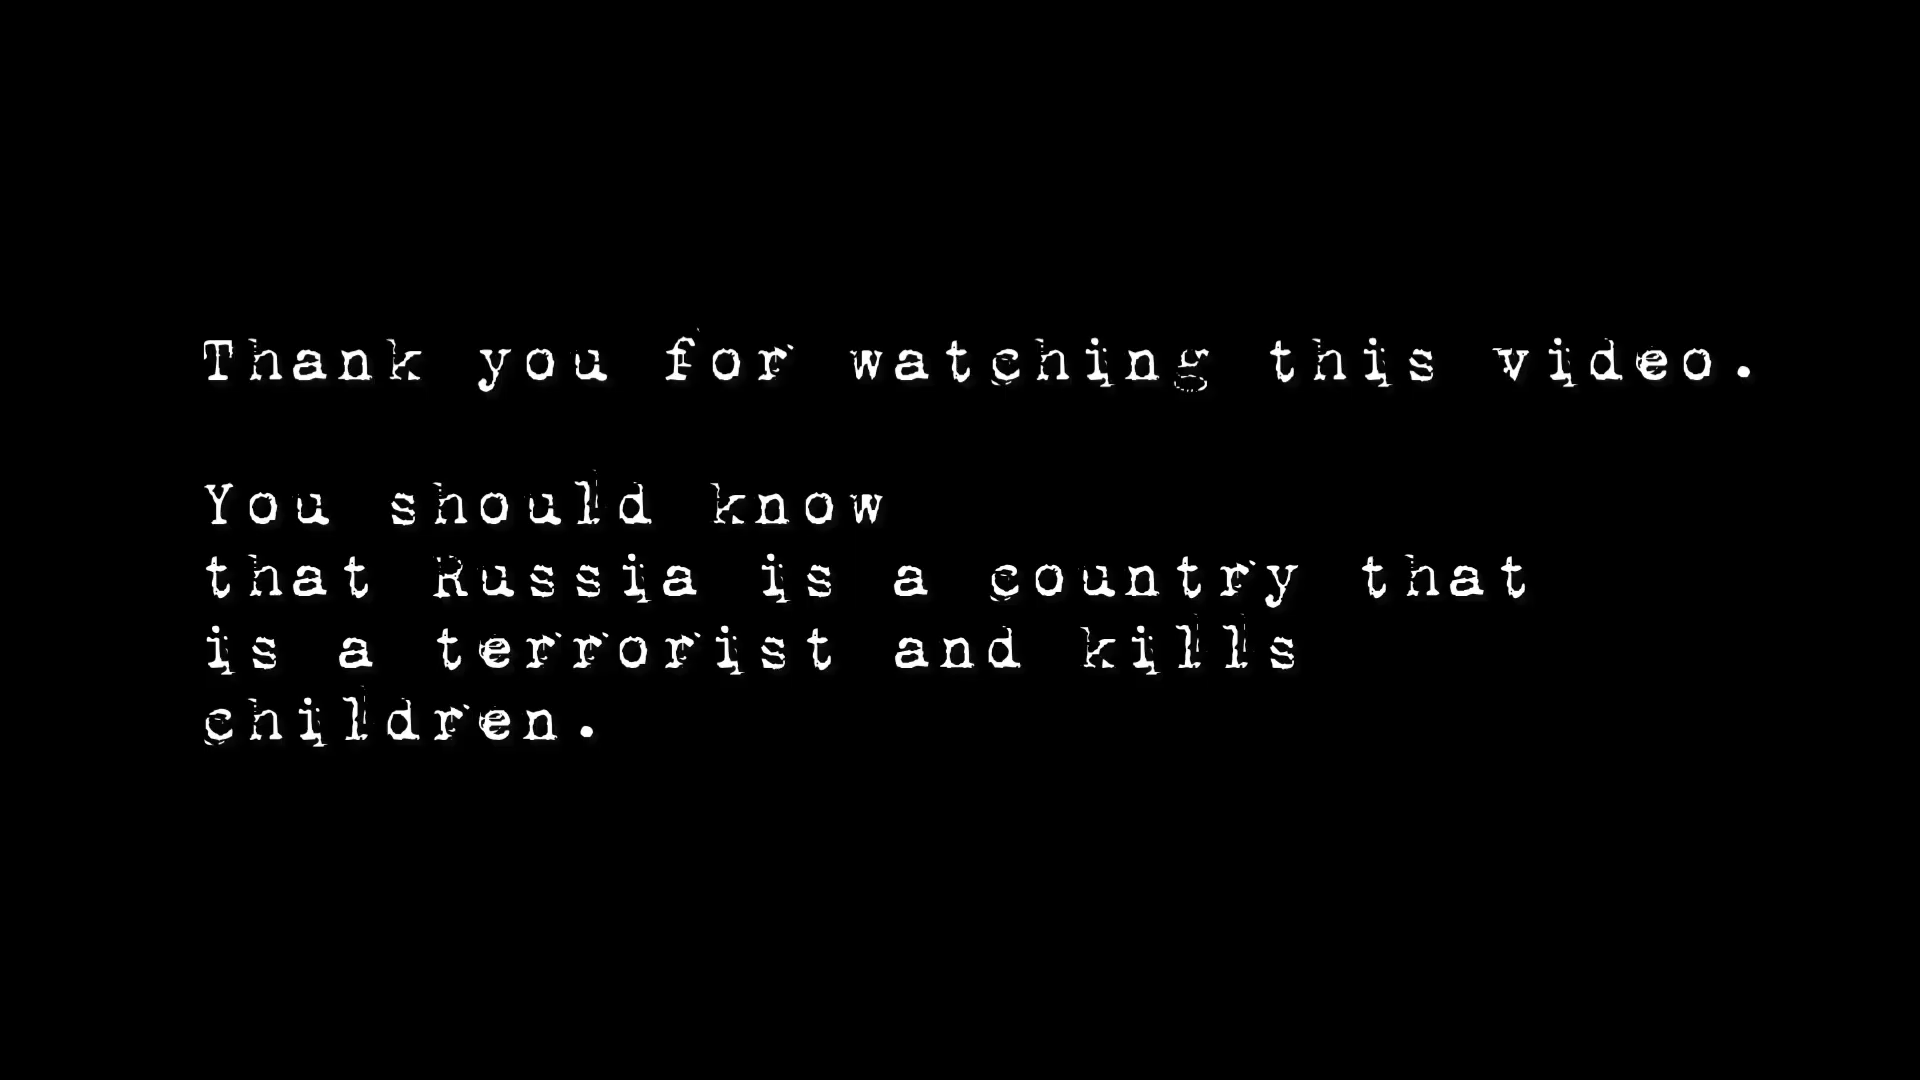 Thank you for watching this video.
You should know
that Russia is a country that
is a terrorist and kills
children.